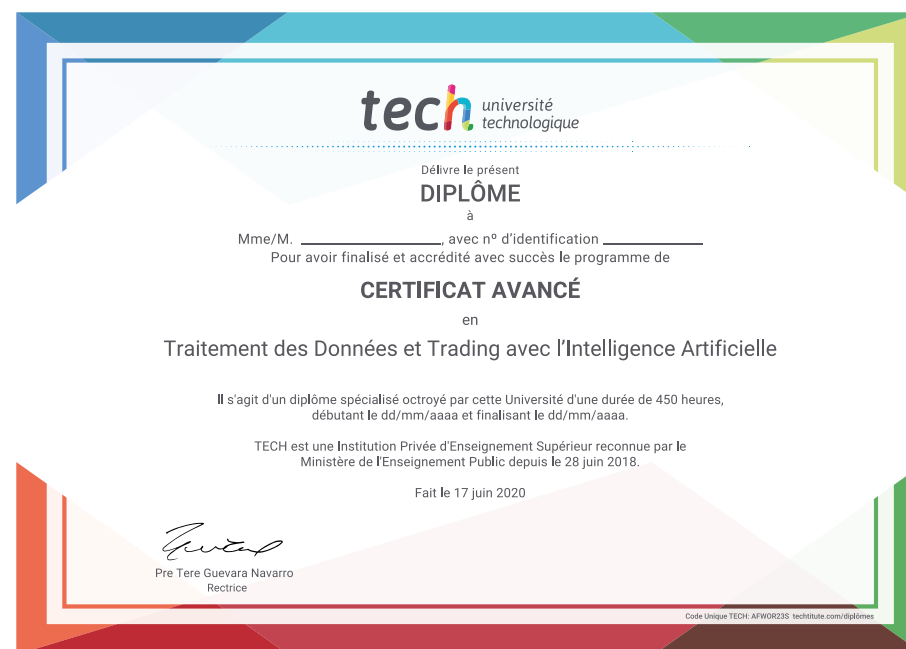 tech université
technologique
Délivre le présent
DIPLÔME
à
Mme/M. ____________________, avec nº d'identification ______________
Pour avoir finalisé et accrédité avec succès le programme de
CERTIFICAT AVANCÉ
en
Traitement des Données et Trading avec l'Intelligence Artificielle
Il s'agit d'un diplôme spécialisé octroyé par cette Université d'une durée de 450 heures,
débutant le dd/mm/aaaa et finalisant le dd/mm/aaaa.
TECH est une Institution Privée d'Enseignement Supérieur reconnue par le
Ministère de l'Enseignement Public depuis le 28 juin 2018.
Fait le 17 juin 2020
Pre Tere Guevara Navarro
Rectrice
Code Unique TECH: AFWOR23S techtitute.com/diplômes